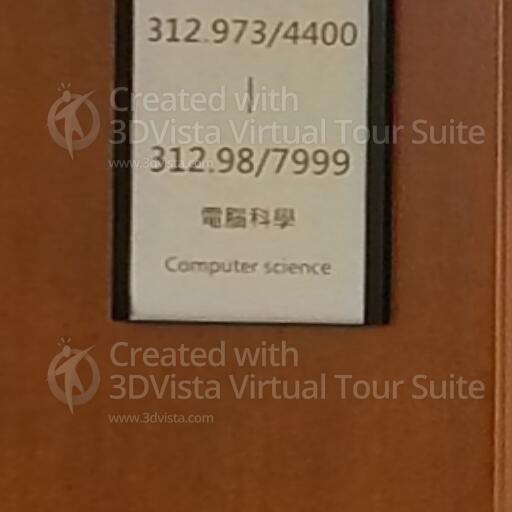 312.973/4400
|
312.98/7999
電腦科學
Computer science
Created with
3DVista Virtual Tour Suite
www.3dvista.com
Created with
3DVista Virtual Tour Suite
www.3dvista.com